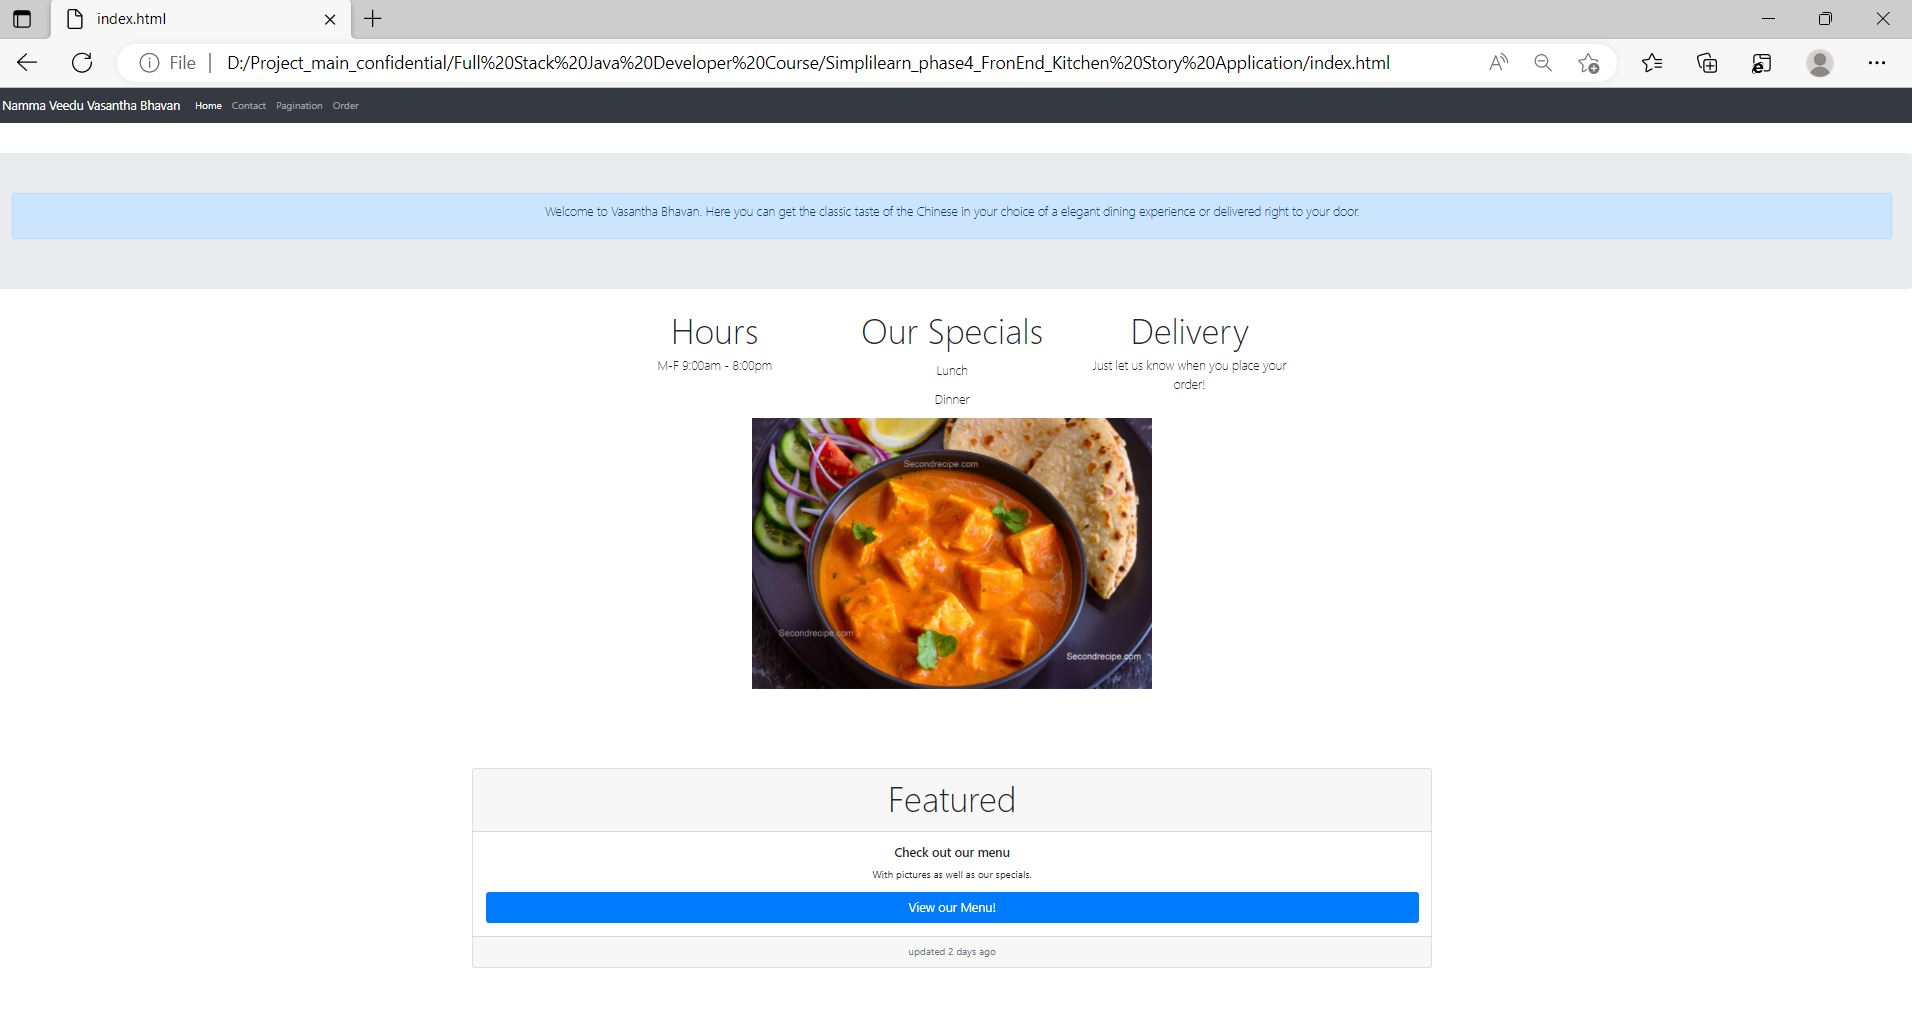 index.html
File
D:/Project_main_confidential/Full%20Stack%20Java%20Developer%20Course/Simplilearn_phase4_FronEnd_Kitchen%20Story%20Application/index.html
Namma Veedu Vasantha Bhavan Home Contact Pagination Order
Welcome to Vasantha Bhavan. Here you can get the classic taste of the Chinese in your choice of a elegant dining experience or delivered right to your door.
Hours
M-F 9:00am - 8:00pm
Our Specials
Lunch
Dinner
Delivery
Just let us know when you place your
order!
Secondrecipe.com
Secondrecipe.com
Secondrecipe.com
Featured
Check out our menu
With pictures as well as our specials.
View our Menu!
updated 2 days ago